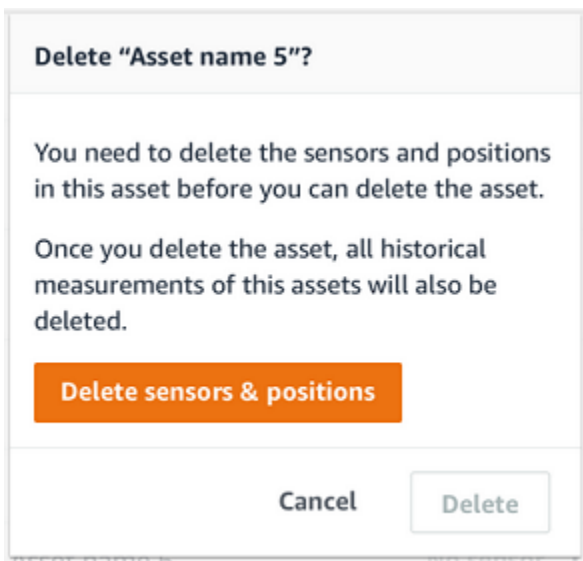 Delete “Asset name 5”?
You need to delete the sensors and positions
in this asset before you can delete the asset.
Once you delete the asset, all historical
measurements of this assets will also be
deleted.
Delete sensors & positions
Cancel
Delete